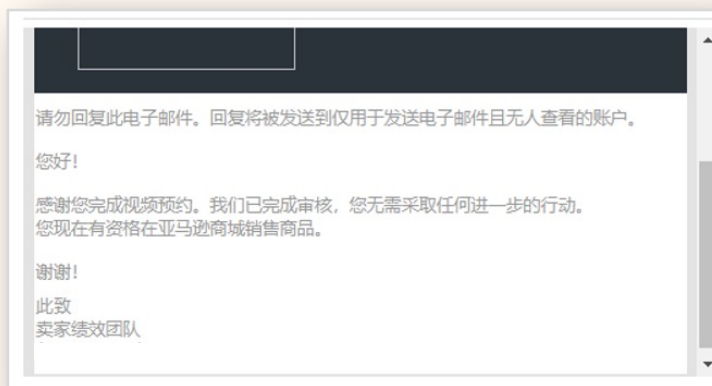 请勿回复此电子邮件。回复将被发送到仅用于发送电子邮件且无人查看的账户。
您好！
感谢您完成视频预约。我们已完成审核，您无需采取任何进一步的行动。
您现在有资格在亚马逊商城销售商品。
谢谢！
此致
卖家绩效团队